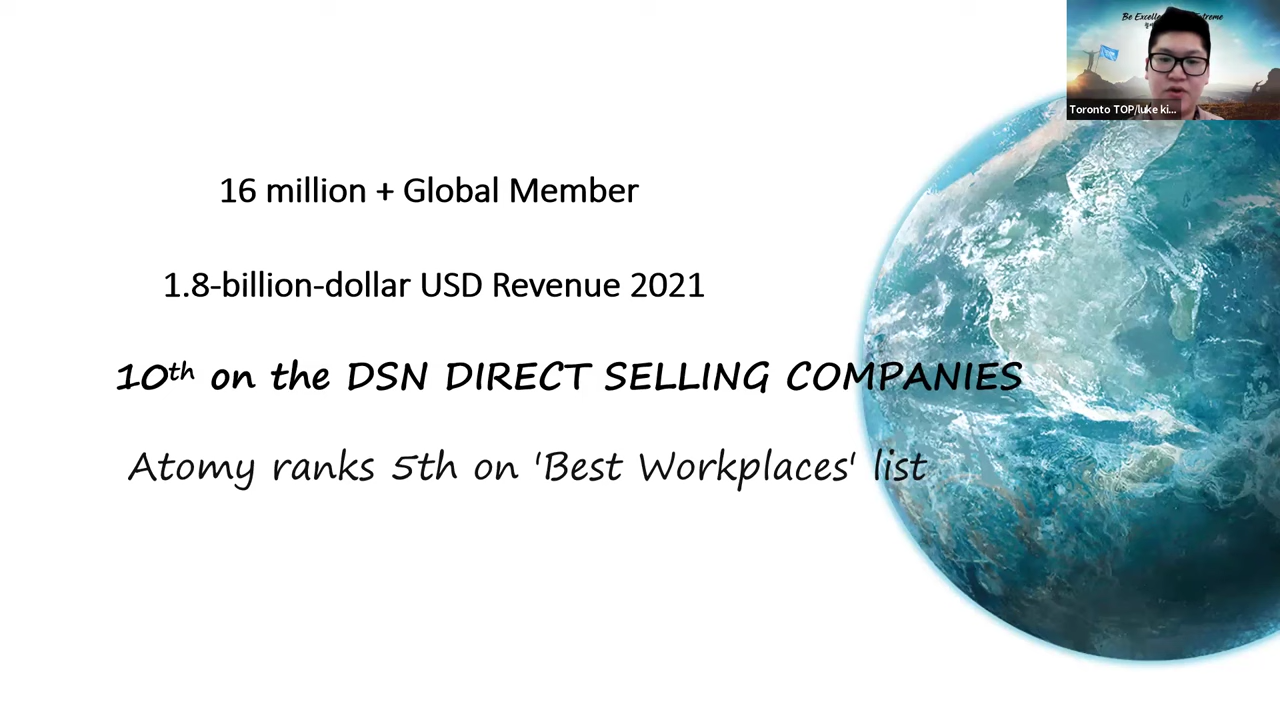 Toronto TOP/luke ki...
16 million + Global Member
1.8-billion-dollar USD Revenue 2021
10th on the DSN DIRECT SELLING COMPANIES
Atomy ranks 5th on 'Best Workplaces' list